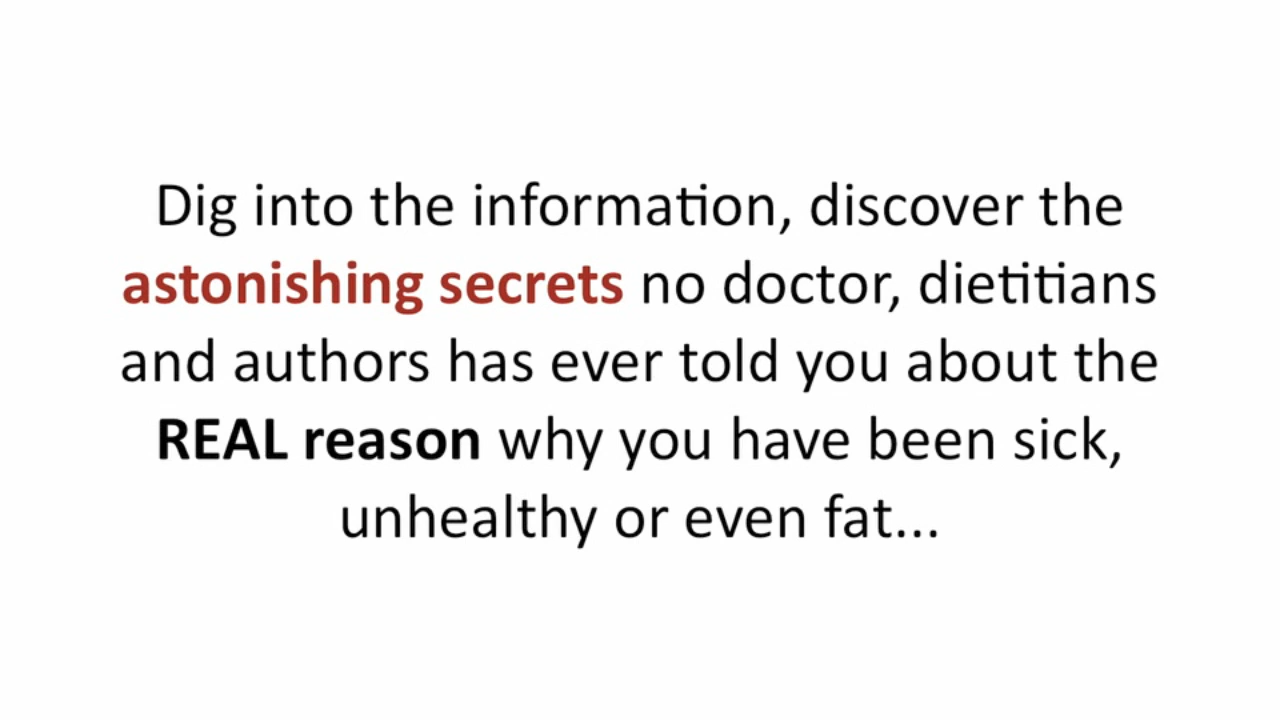 Dig into the information, discover the
astonishing secrets no doctor, dietitians
and authors has ever told you about the
REAL reason why you have been sick,
unhealthy or even fat...